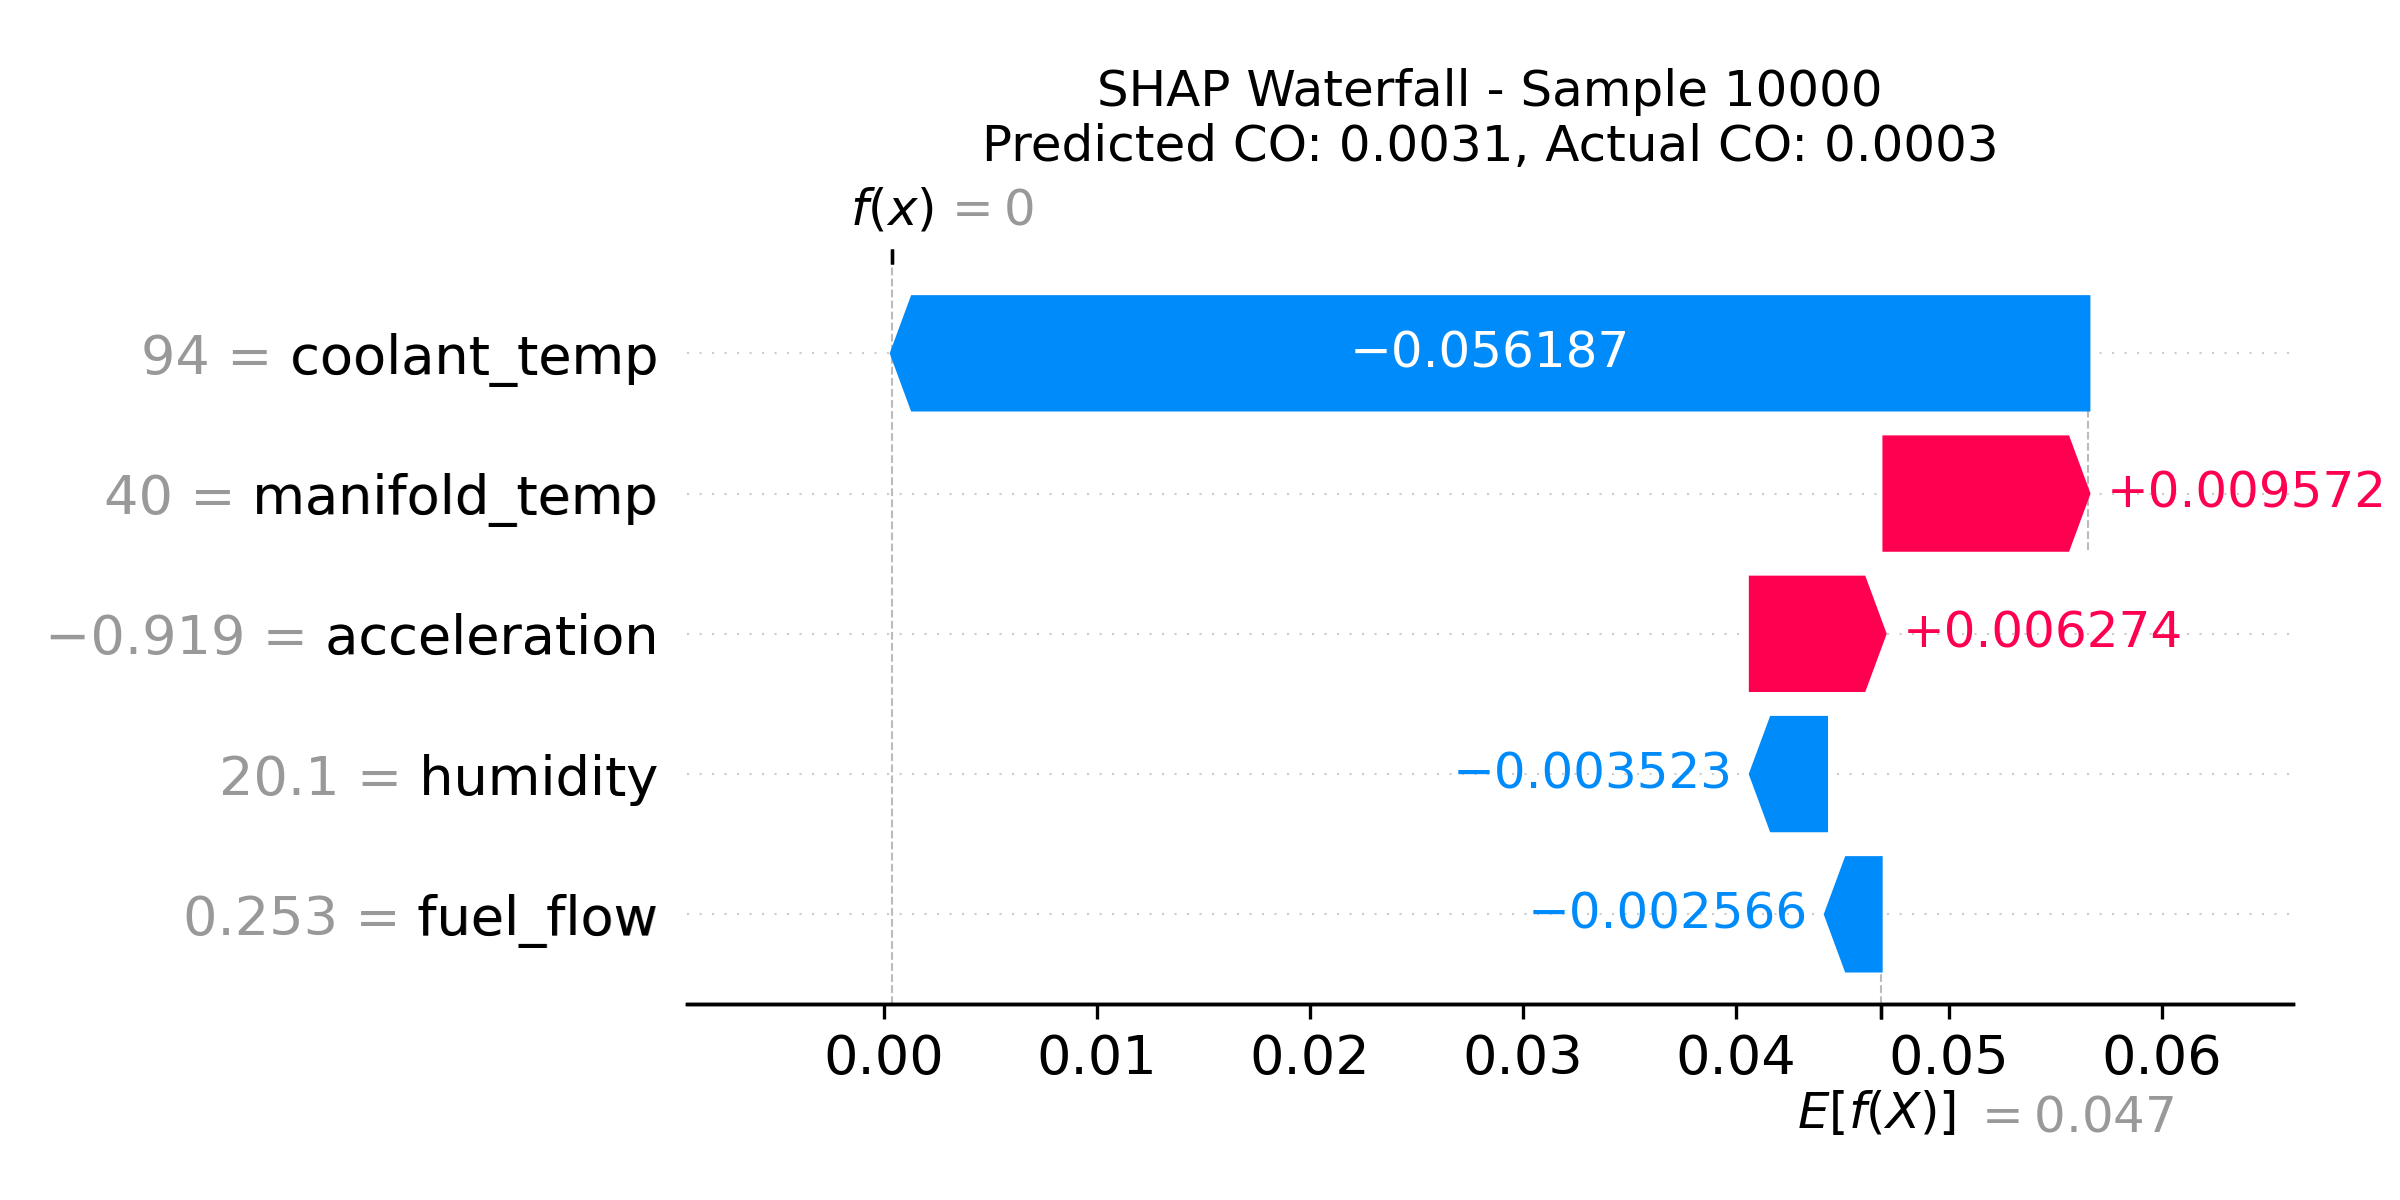 SHAP Waterfall - Sample 10000
Predicted CO: 0.0031, Actual CO: 0.0003
f(x) = 0
94 = coolant_temp −0.056187
40 = manifold_temp +0.009572
−0.919 = acceleration +0.006274
20.1 = humidity −0.003523
0.253 = fuel_flow −0.002566
0.00 0.01 0.02 0.03 0.04 0.05 0.06
E[f(X)] = 0.047